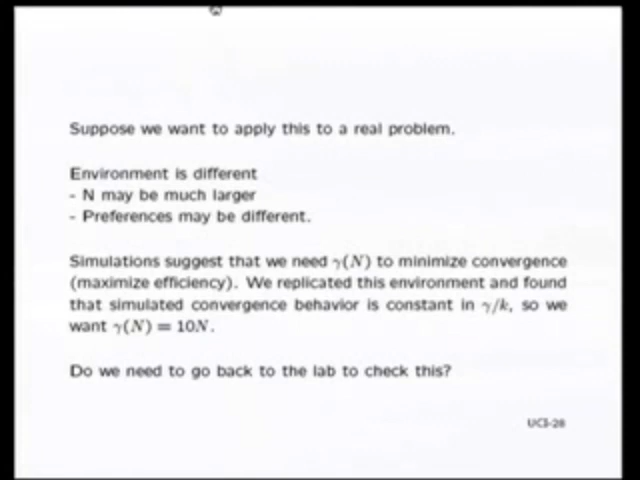 Suppose we want to apply this to a real problem.
Environment is different
- N may be much larger
- Preferences may be different.
Simulations suggest that we need γ(N) to minimize convergence
(maximize efficiency). We replicated this environment and found
that simulated convergence behavior is constant in γ/k, so we
want γ(N) = 10N.
Do we need to go back to the lab to check this?
UCI-28